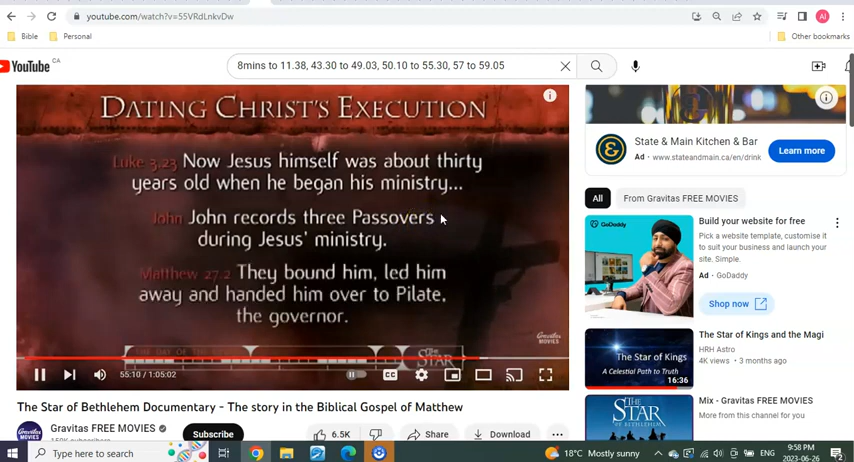 youtube.com/watch?v=55VRdLnkvDw
AI
Bible
Personal
Other bookmarks
YouTube CA
8mins to 11.38, 43.30 to 49.03, 50.10 to 55.30, 57 to 59.05
DATING CHRIST'S EXECUTION
Luke 3.23 Now Jesus himself was about thirty
years old when he began his ministry...
John John records three Passovers
during Jesus' ministry.
Matthew 27.2 They bound him, led him
away and handed him over to Pilate,
the governor.
Gravitas
MOVIES
THE STAR
55:10 / 1:05:02
CC
The Star of Bethlehem Documentary - The story in the Biblical Gospel of Matthew
GRAVITAS
MOVIES
Gravitas FREE MOVIES
Subscribe
6.5K
Share
Download
State & Main Kitchen & Bar
Ad · www.stateandmain.ca/en/drink
Learn more
All
From Gravitas FREE MOVIES
GoDaddy
Build your website for free
Pick a website template, customise it
to suit your business and launch your
site. Simple.
Ad · GoDaddy
Shop now
The Star of Kings
A Celestial Path to Truth
16:36
The Star of Kings and the Magi
HRH Astro
4K views • 3 months ago
THE
STAR
OF BETHLEHEM
Mix - Gravitas FREE MOVIES
More from this channel for you
Type here to search
18°C Mostly sunny
ENG
9:58 PM
2023-06-26
2